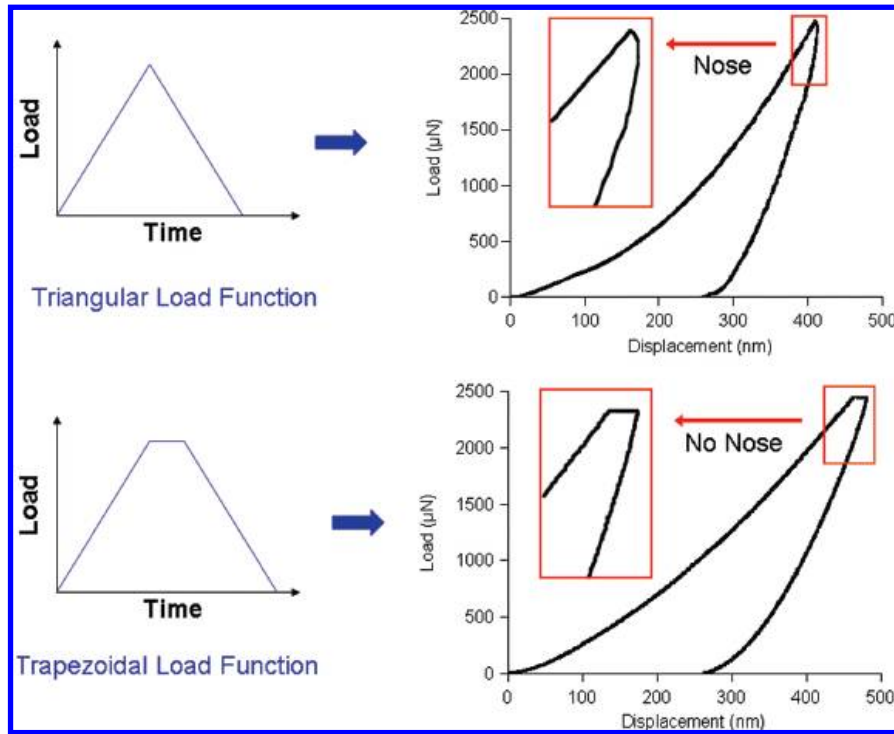 Load
Time
Triangular Load Function
2500
2000
1500
1000
500
0
Load (µN)
0 100 200 300 400 500
Displacement (nm)
Nose
Load
Time
Trapezoidal Load Function
2500
2000
1500
1000
500
0
Load (µN)
0 100 200 300 400 500
Displacement (nm)
No Nose